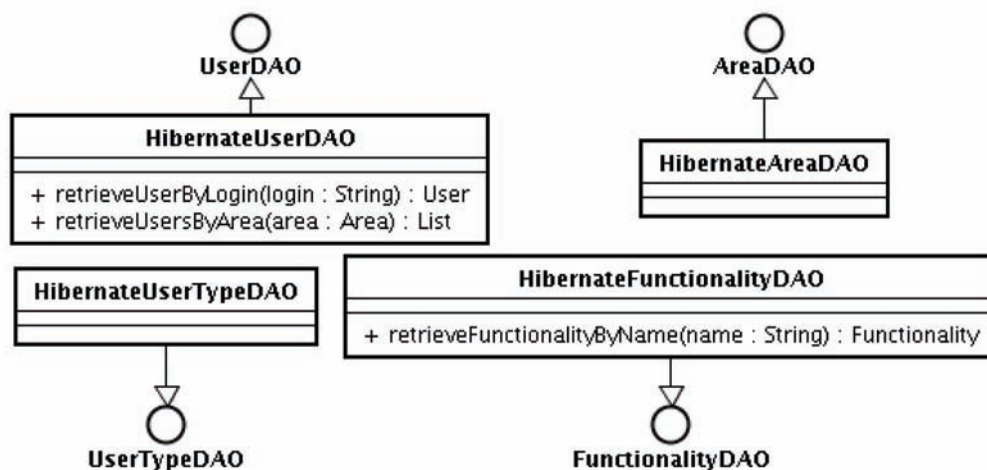 UserDAO
AreaDAO
HibernateUserDAO
+ retrieveUserByLogin(login : String) : User
+ retrieveUsersByArea(area : Area) : List
HibernateAreaDAO
HibernateUserTypeDAO
HibernateFunctionalityDAO
+ retrieveFunctionalityByName(name : String) : Functionality
UserTypeDAO
FunctionalityDAO